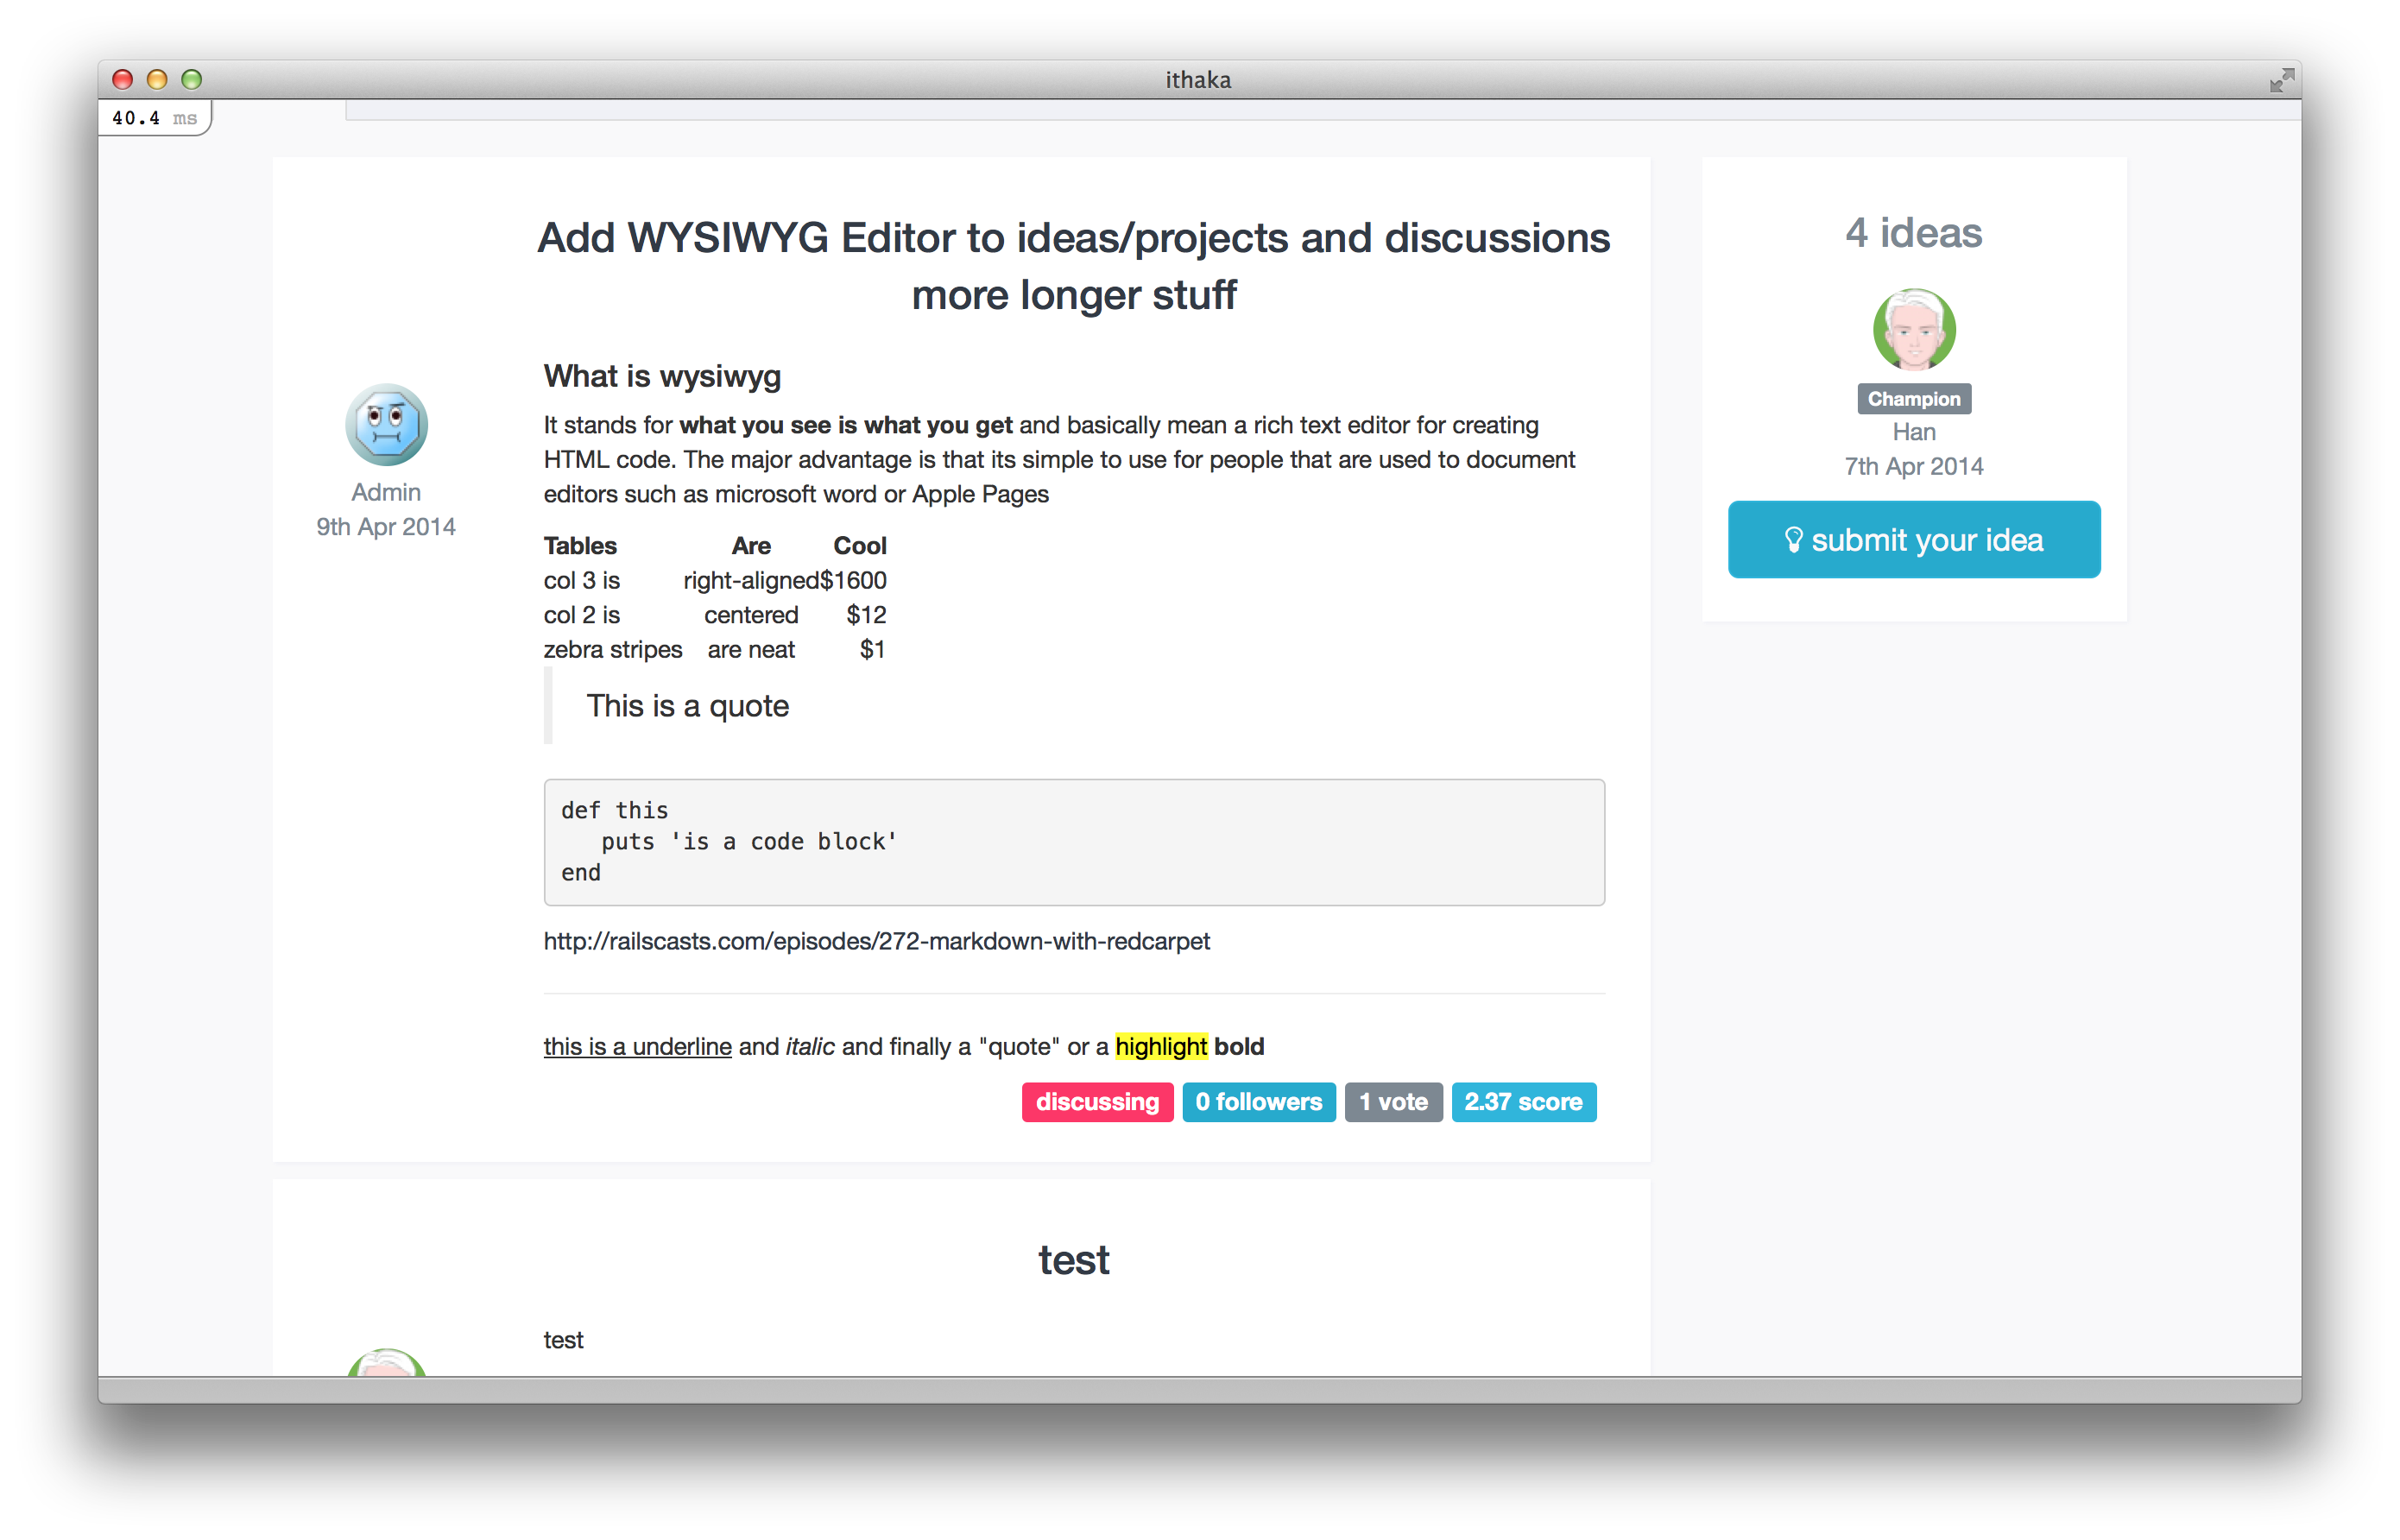 ithaka
40.4 ms
Add WYSIWYG Editor to ideas/projects and discussions
more longer stuff
Admin
9th Apr 2014
What is wysiwyg
It stands for what you see is what you get and basically mean a rich text editor for creating
HTML code. The major advantage is that its simple to use for people that are used to document
editors such as microsoft word or Apple Pages
Tables Are Cool
col 3 is right-aligned $1600
col 2 is centered $12
zebra stripes are neat $1
This is a quote
def this
   puts 'is a code block'
end
http://railscasts.com/episodes/272-markdown-with-redcarpet
this is a underline and italic and finally a "quote" or a highlight bold
discussing 0 followers 1 vote 2.37 score
test
test
4 ideas
Champion
Han
7th Apr 2014
submit your idea